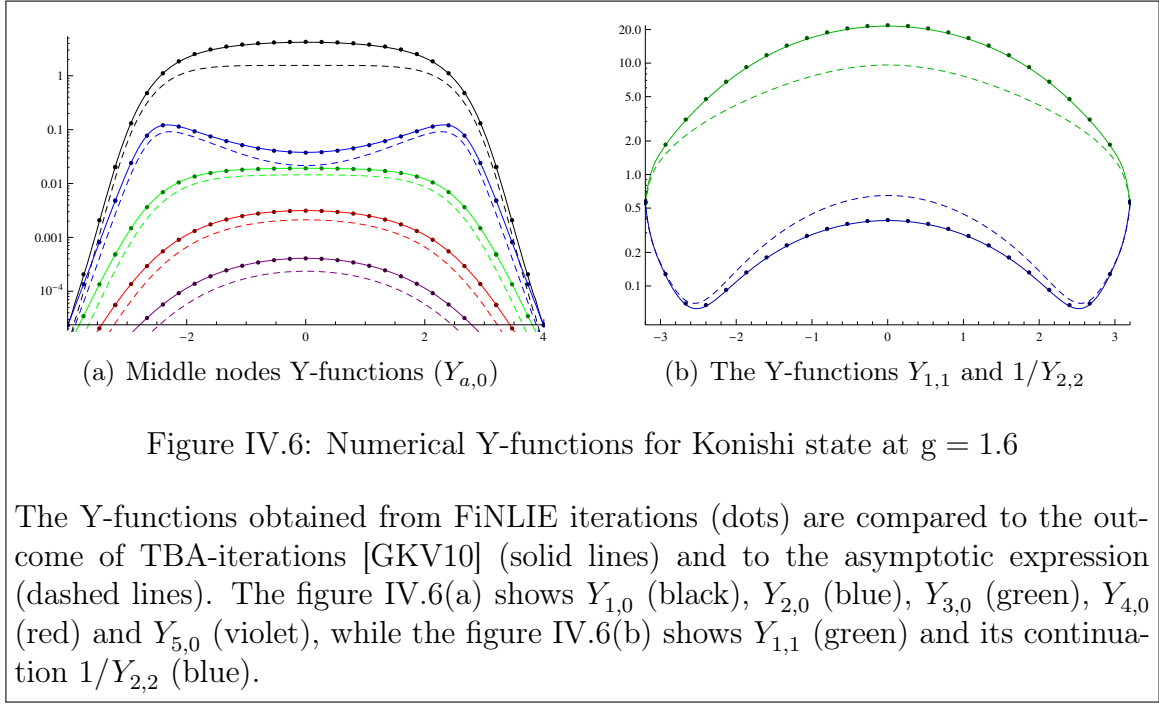 1
0.1
0.01
0.001
10⁻⁴
−2 0 2 4
20.0
10.0
5.0
2.0
1.0
0.5
0.2
0.1
−3 −2 −1 0 1 2 3
(a) Middle nodes Y-functions (Y_{a,0})
(b) The Y-functions Y_{1,1} and 1/Y_{2,2}
Figure IV.6: Numerical Y-functions for Konishi state at g = 1.6
The Y-functions obtained from FiNLIE iterations (dots) are compared to the out-
come of TBA-iterations [GKV10] (solid lines) and to the asymptotic expression
(dashed lines). The figure IV.6(a) shows Y_{1,0} (black), Y_{2,0} (blue), Y_{3,0} (green), Y_{4,0}
(red) and Y_{5,0} (violet), while the figure IV.6(b) shows Y_{1,1} (green) and its continua-
tion 1/Y_{2,2} (blue).